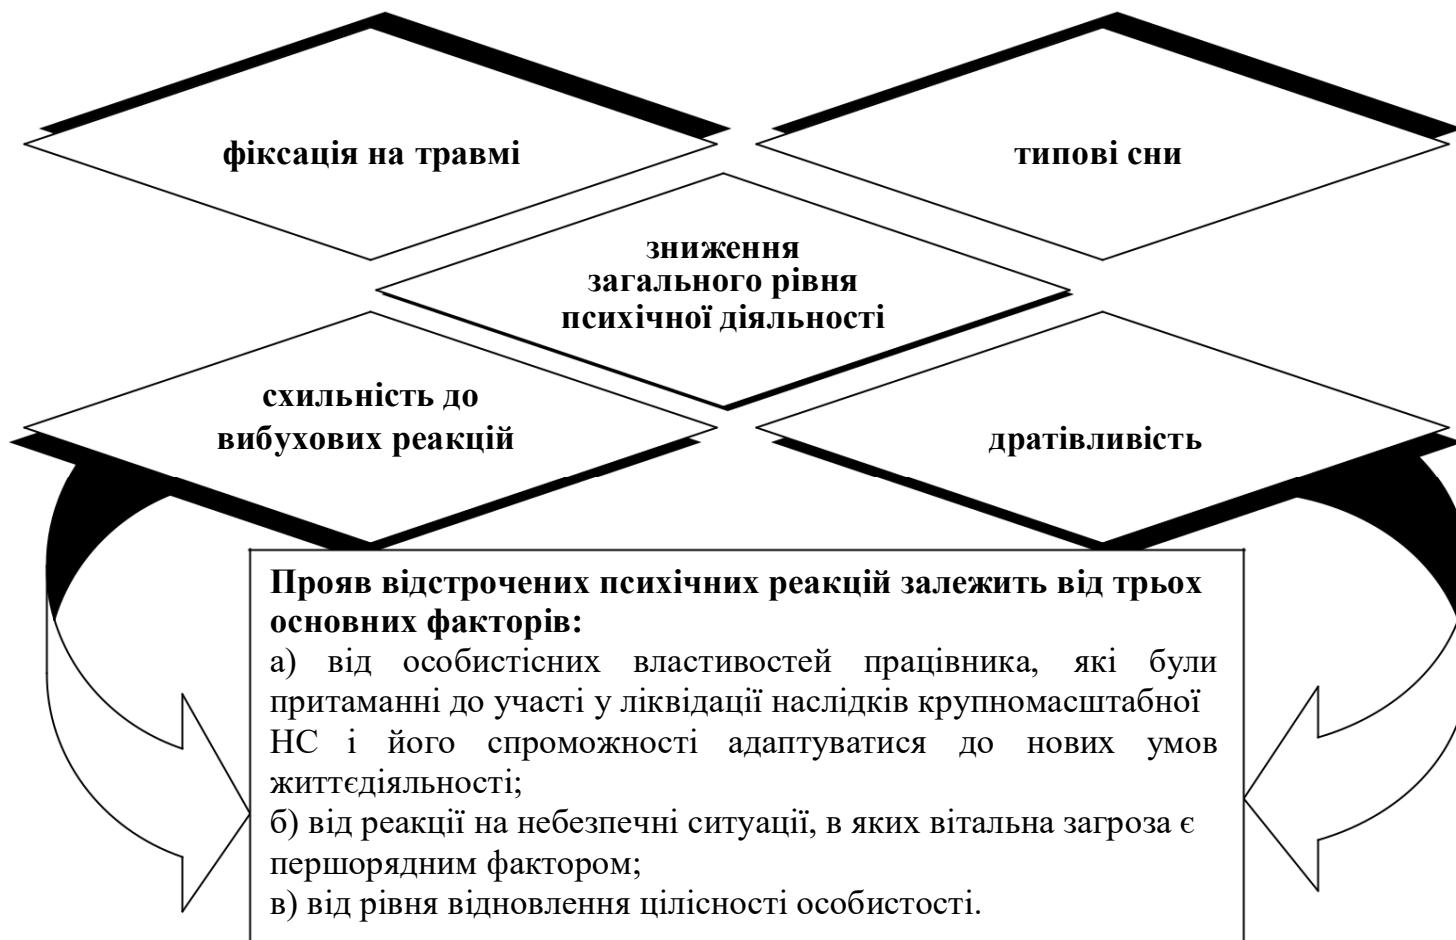 фіксація на травмі
типові сни
зниження
загального рівня
психічної діяльності
схильність до
вибухових реакцій
дратівливість
Прояв відстрочених психічних реакцій залежить від трьох
основних факторів:
а) від особистісних властивостей працівника, які були
притаманні до участі у ліквідації наслідків крупномасштабної
НС і його спроможності адаптуватися до нових умов
життєдіяльності;
б) від реакції на небезпечні ситуації, в яких вітальна загроза є
першорядним фактором;
в) від рівня відновлення цілісності особистості.